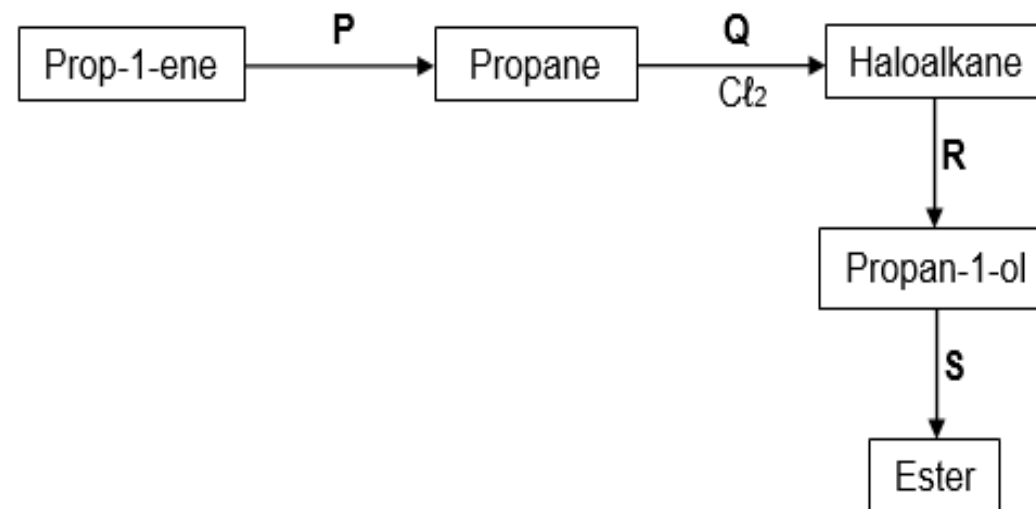 P
Q
Prop-1-ene
Propane
Haloalkane
Cℓ2
R
Propan-1-ol
S
Ester